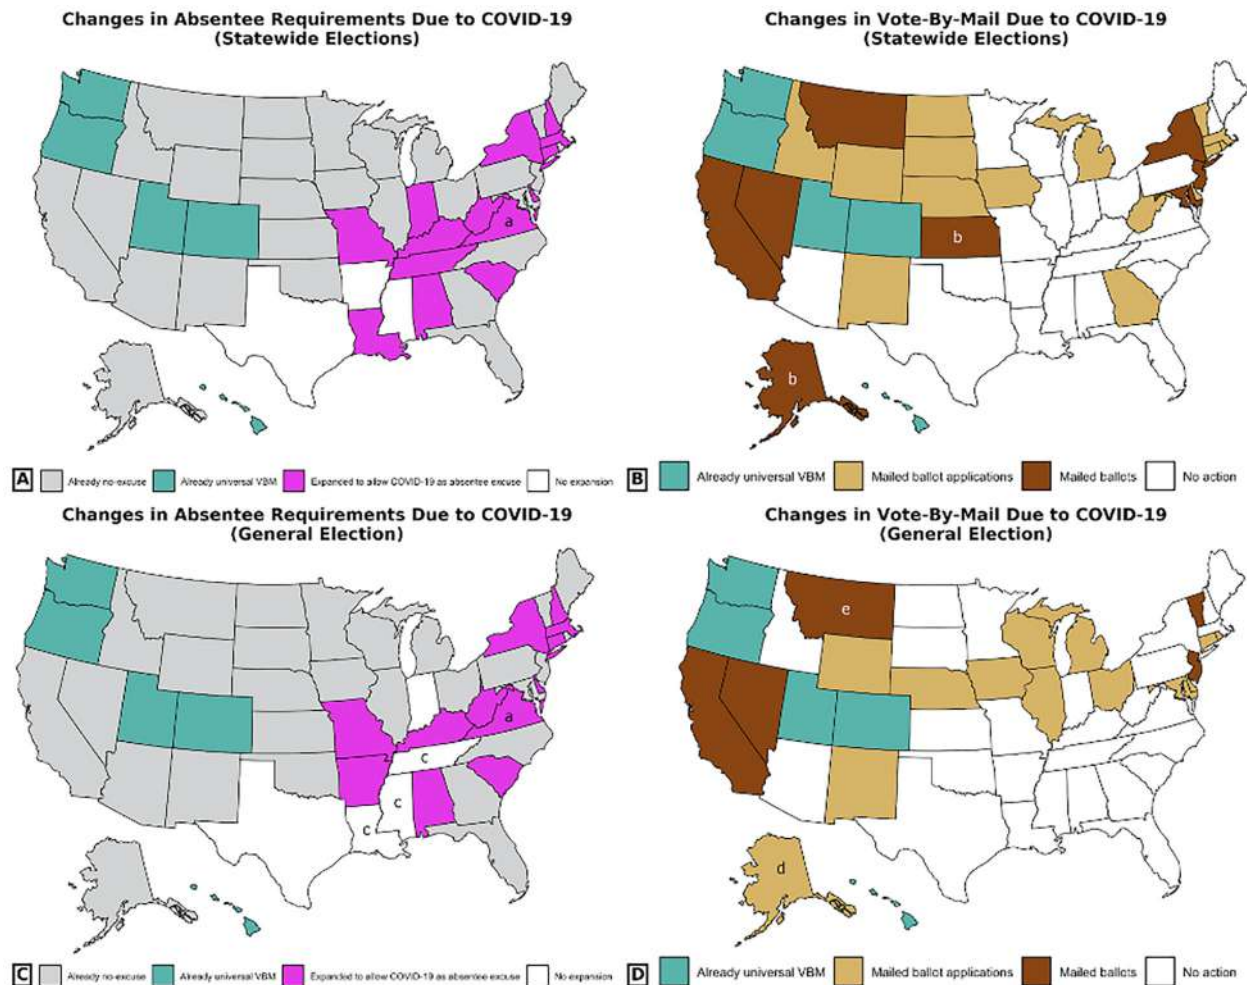 Changes in Absentee Requirements Due to COVID-19
(Statewide Elections)
a
A Already no-excuse Already universal VBM Expanded to allow COVID-19 as absentee excuse No expansion
Changes in Vote-By-Mail Due to COVID-19
(Statewide Elections)
b
b
B Already universal VBM Mailed ballot applications Mailed ballots No action
Changes in Absentee Requirements Due to COVID-19
(General Election)
a
c
c
c
C Already no-excuse Already universal VBM Expanded to allow COVID-19 as absentee excuse No expansion
Changes in Vote-By-Mail Due to COVID-19
(General Election)
e
d
D Already universal VBM Mailed ballot applications Mailed ballots No action